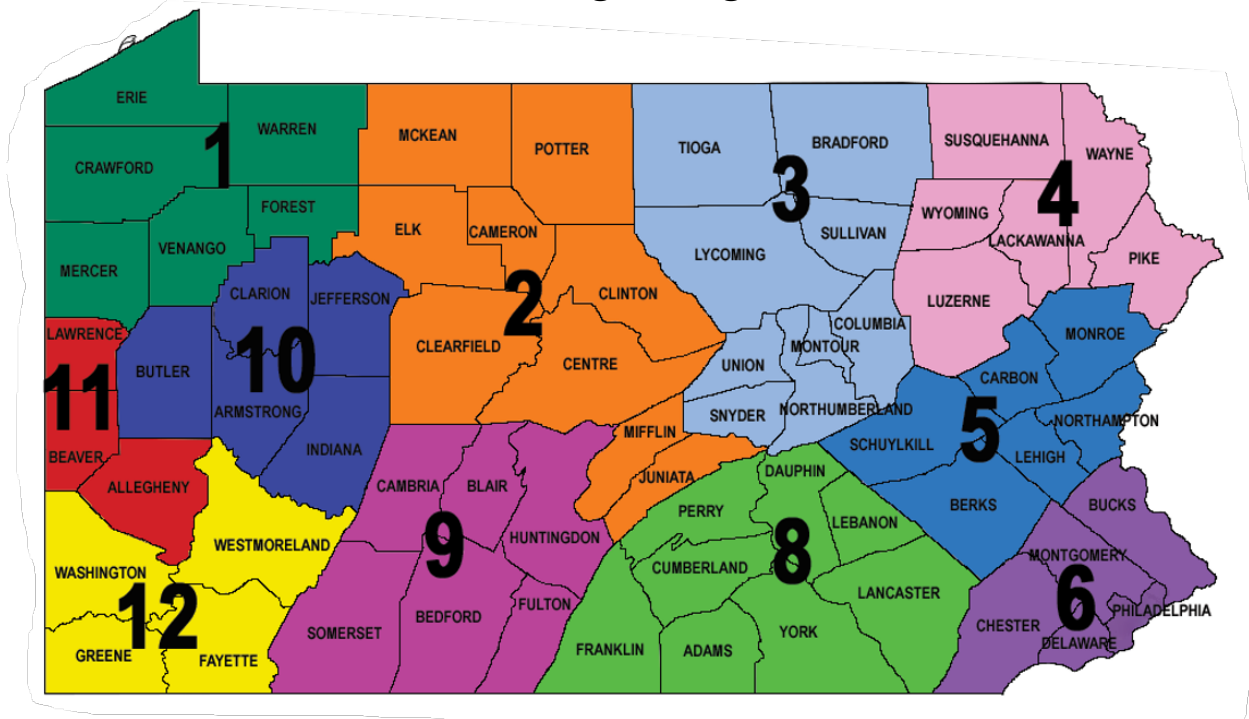 ERIE
WARREN
MCKEAN
POTTER
TIOGA
BRADFORD
SUSQUEHANNA
WAYNE
CRAWFORD
1
3
4
FOREST
WYOMING
VENANGO
ELK
CAMERON
SULLIVAN
LACKAWANNA
MERCER
LYCOMING
PIKE
CLARION
JEFFERSON
2
CLINTON
LUZERNE
LAWRENCE
COLUMBIA
MONROE
10
CLEARFIELD
MONTOUR
BUTLER
CENTRE
UNION
CARBON
11
ARMSTRONG
SNYDER
NORTHUMBERLAND
5
NORTHAMPTON
MIFFLIN
SCHUYLKILL
BEAVER
INDIANA
LEHIGH
ALLEGHENY
CAMBRIA
BLAIR
JUNIATA
DAUPHIN
BERKS
BUCKS
PERRY
LEBANON
WESTMORELAND
9
HUNTINGDON
8
MONTGOMERY
WASHINGTON
CUMBERLAND
LANCASTER
6
12
FULTON
PHILADELPHIA
SOMERSET
BEDFORD
YORK
CHESTER
DELAWARE
GREENE
FAYETTE
FRANKLIN
ADAMS